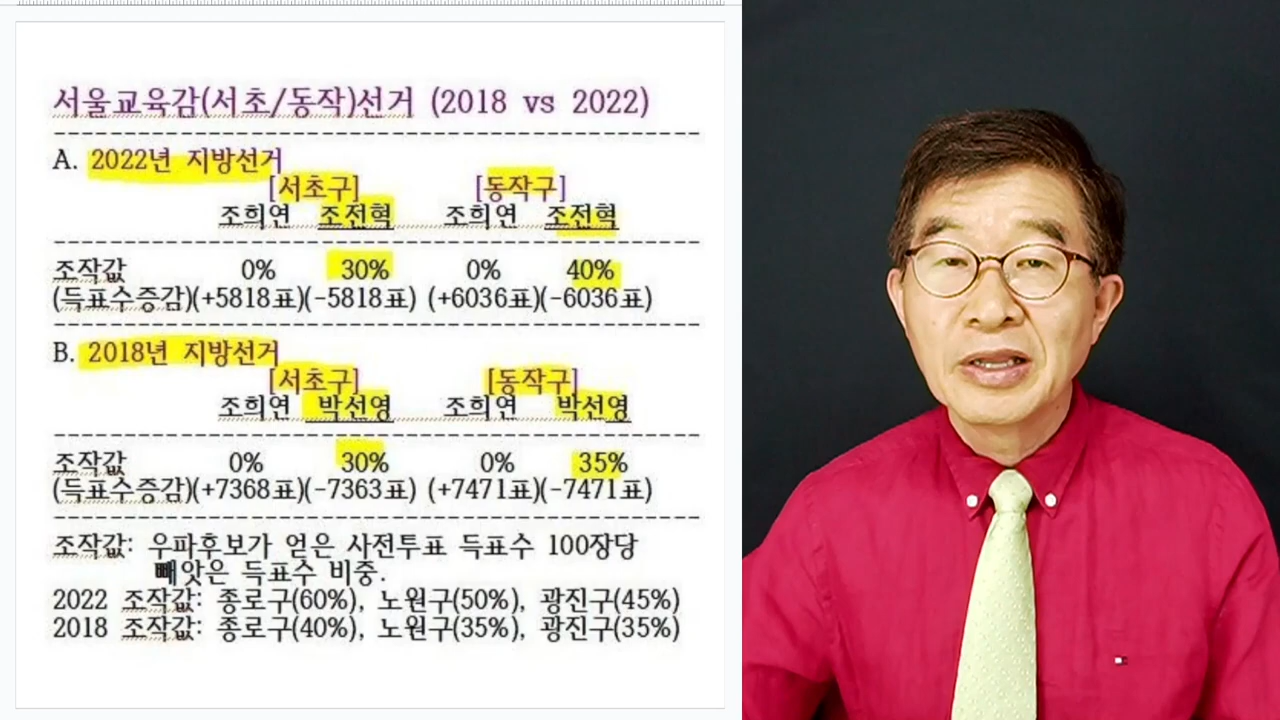 서울교육감(서초/동작)선거 (2018 vs 2022)
A. 2022년 지방선거
[서초구] [동작구]
조희연 조전혁 조희연 조전혁
조작값 0% 30% 0% 40%
(득표수증감)(+5818표)(-5818표) (+6036표)(-6036표)
B. 2018년 지방선거
[서초구] [동작구]
조희연 박선영 조희연 박선영
조작값 0% 30% 0% 35%
(득표수증감)(+7368표)(-7363표) (+7471표)(-7471표)
조작값: 우파후보가 얻은 사전투표 득표수 100장당
빼앗은 득표수 비중.
2022 조작값: 종로구(60%), 노원구(50%), 광진구(45%)
2018 조작값: 종로구(40%), 노원구(35%), 광진구(35%)